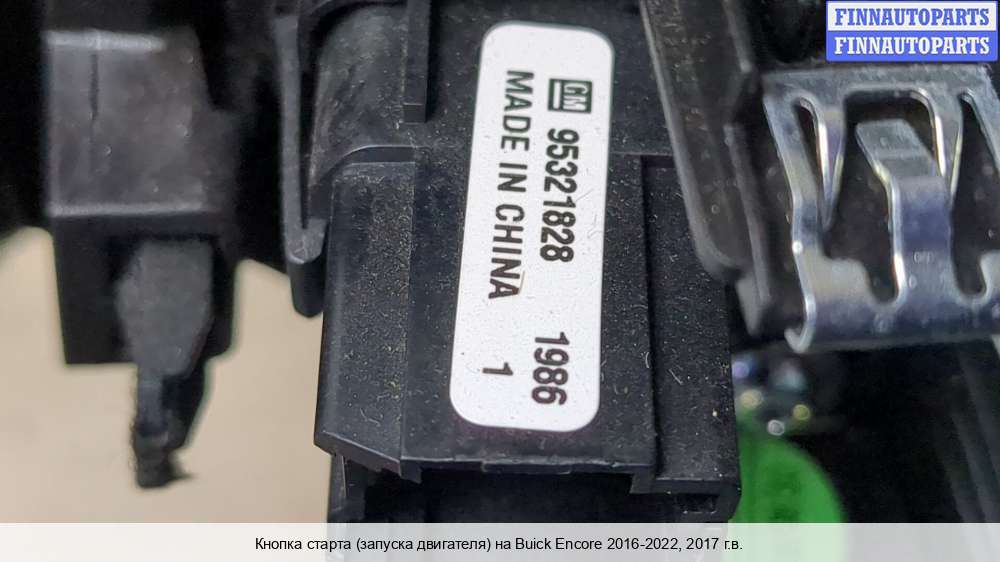 FINNAUTOPARTS
FINNAUTOPARTS
GM 95321828 1986
MADE IN CHINA 1
Кнопка старта (запуска двигателя) на Buick Encore 2016-2022, 2017 г.в.